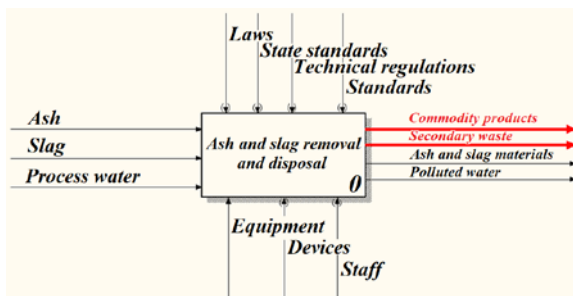 Laws
State standards
Technical regulations
Standards
Ash
Slag
Process water
Ash and slag removal
and disposal
0
Commodity products
Secondary waste
Ash and slag materials
Polluted water
Equipment
Devices
Staff